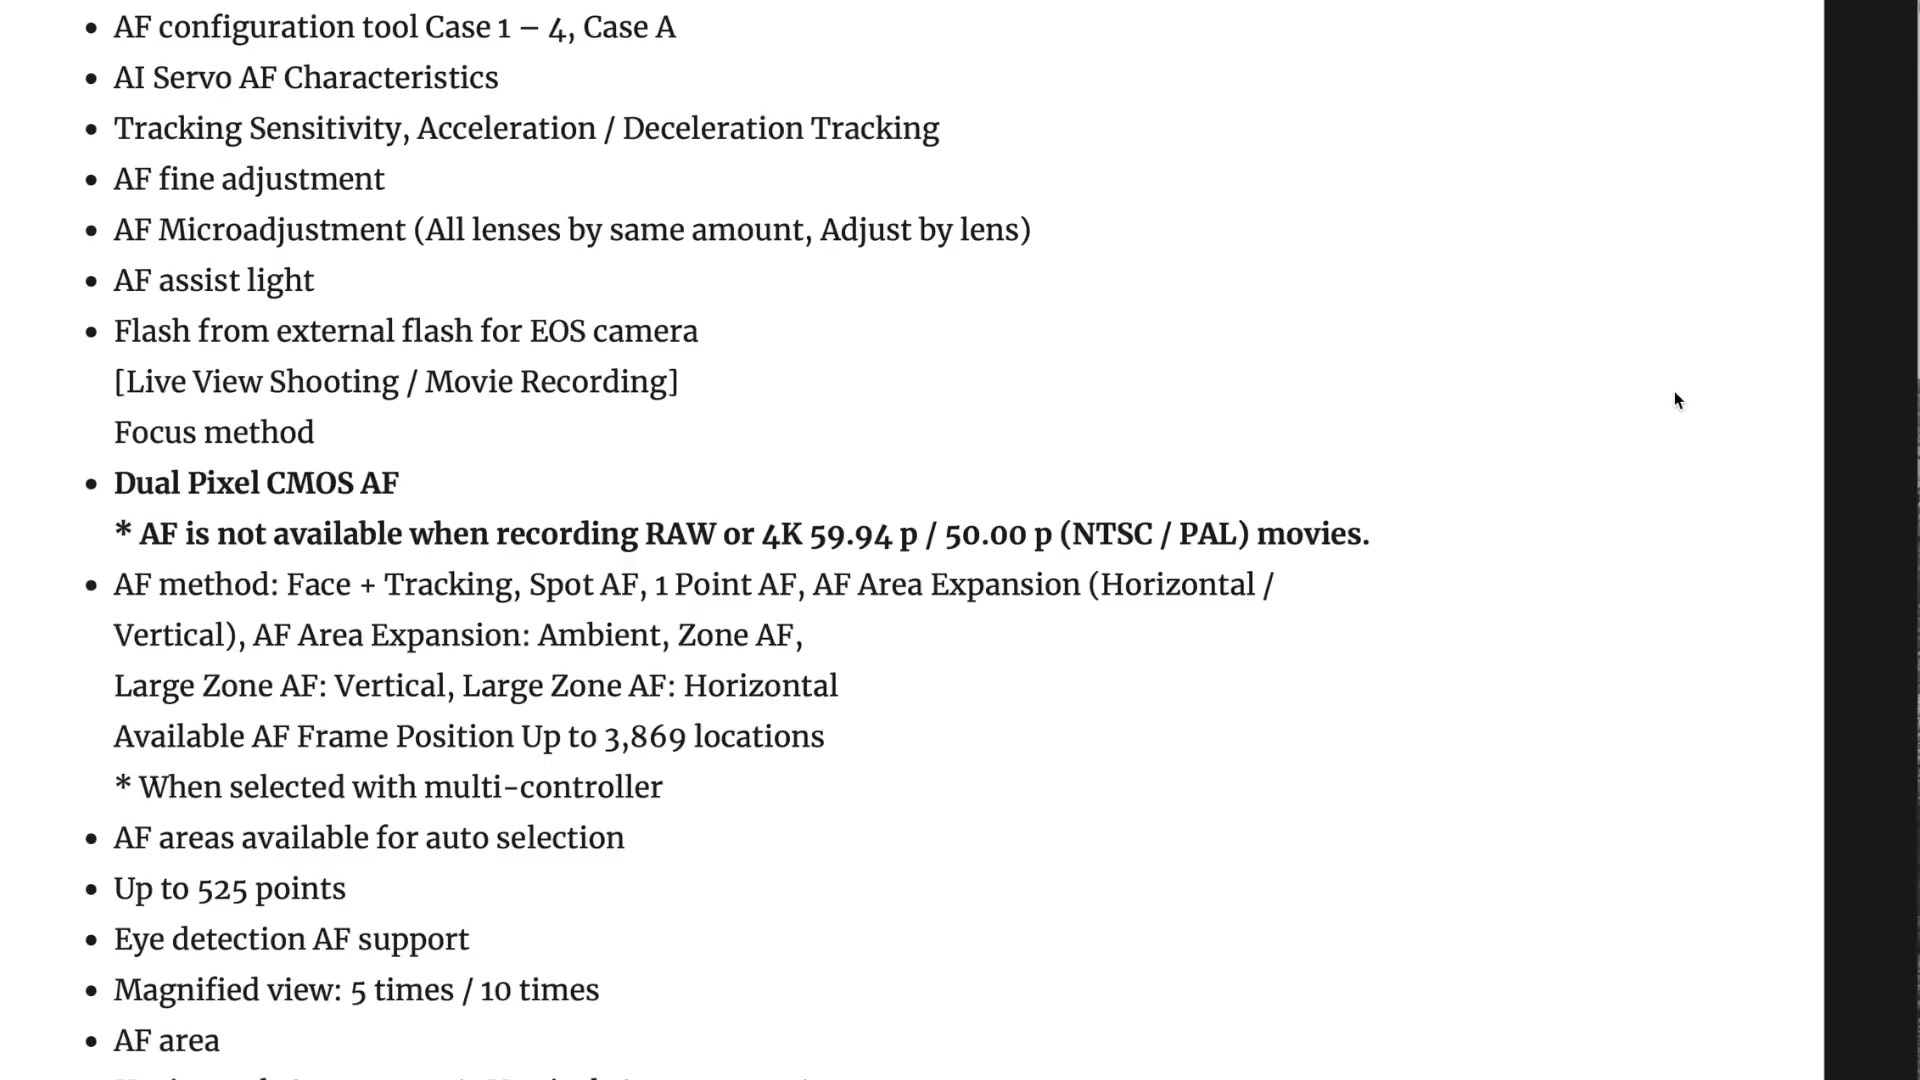 • AF configuration tool Case 1 – 4, Case A
• AI Servo AF Characteristics
• Tracking Sensitivity, Acceleration / Deceleration Tracking
• AF fine adjustment
• AF Microadjustment (All lenses by same amount, Adjust by lens)
• AF assist light
• Flash from external flash for EOS camera
[Live View Shooting / Movie Recording]
Focus method
• Dual Pixel CMOS AF
* AF is not available when recording RAW or 4K 59.94 p / 50.00 p (NTSC / PAL) movies.
• AF method: Face + Tracking, Spot AF, 1 Point AF, AF Area Expansion (Horizontal /
Vertical), AF Area Expansion: Ambient, Zone AF,
Large Zone AF: Vertical, Large Zone AF: Horizontal
Available AF Frame Position Up to 3,869 locations
* When selected with multi-controller
• AF areas available for auto selection
• Up to 525 points
• Eye detection AF support
• Magnified view: 5 times / 10 times
• AF area